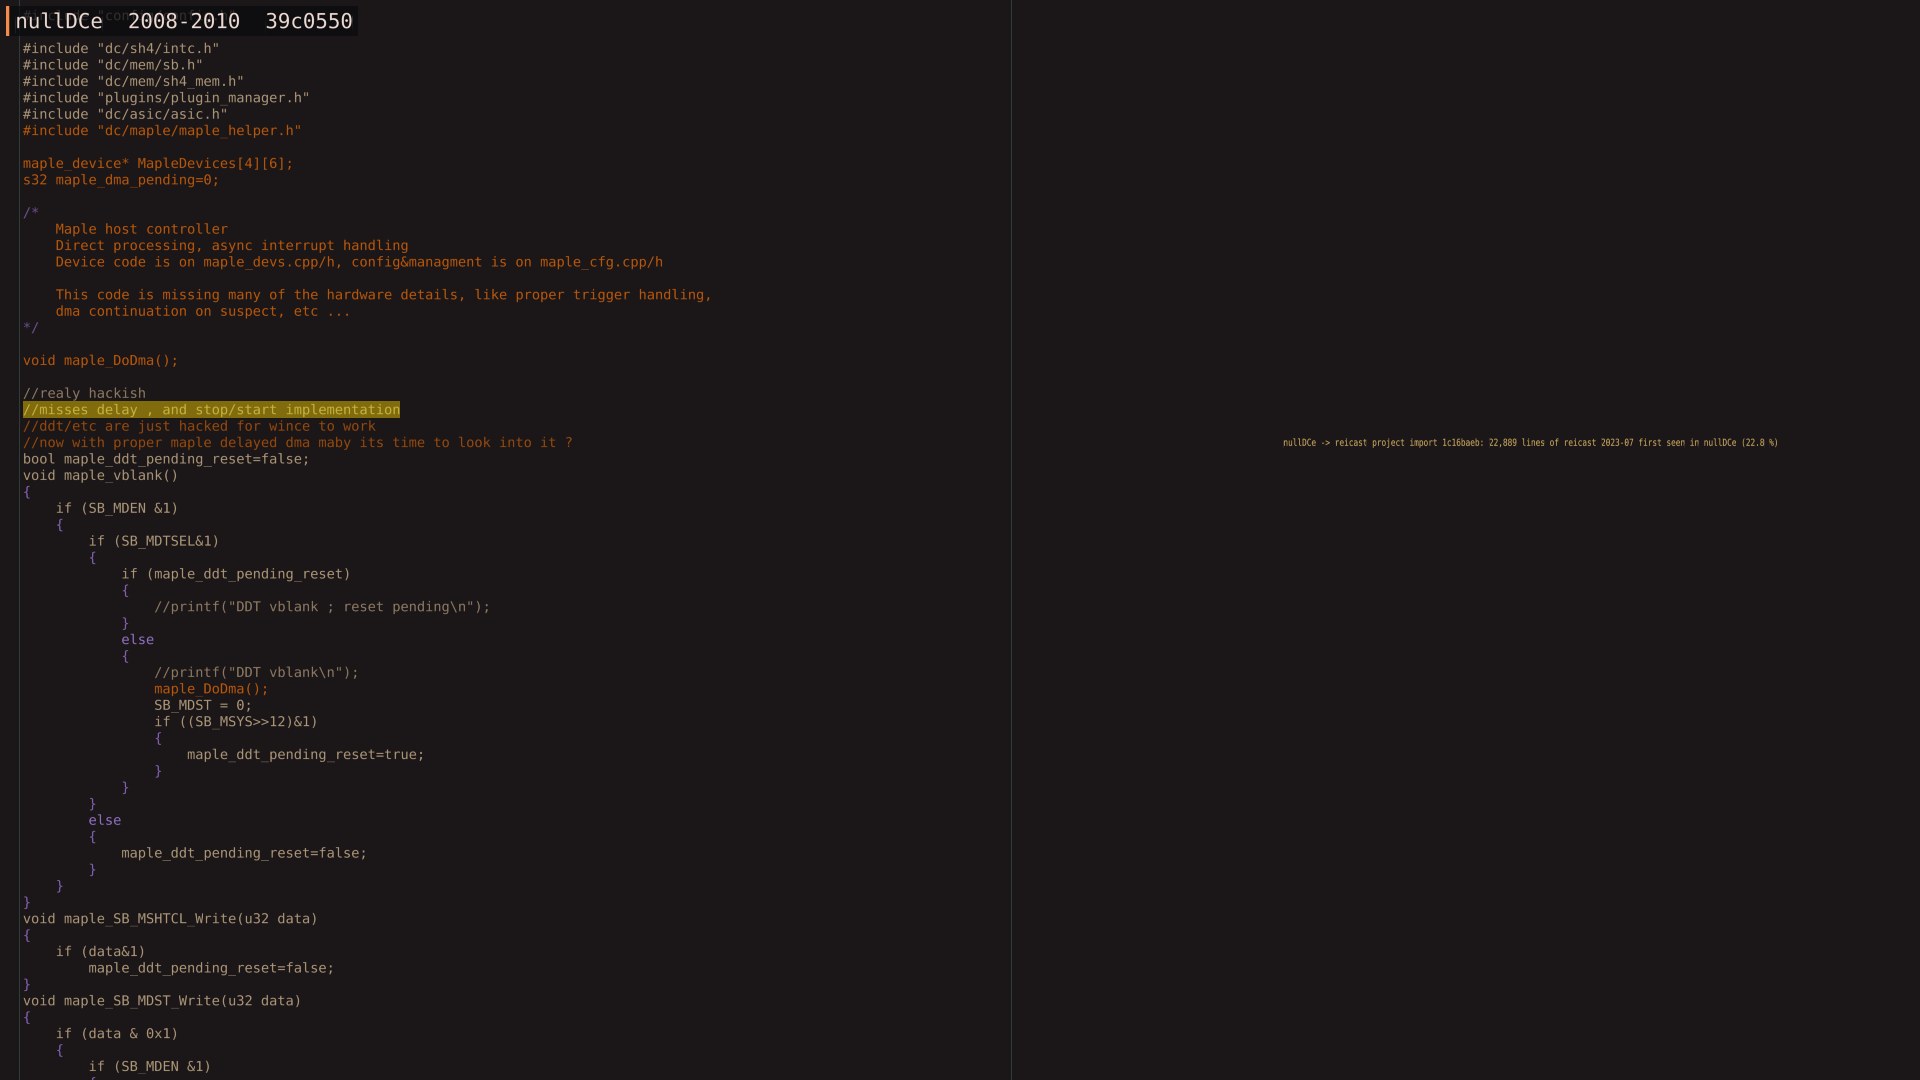 nullDCe 2008-2010 39c0550
#include "dc/sh4/intc.h"
#include "dc/mem/sb.h"
#include "dc/mem/sh4_mem.h"
#include "plugins/plugin_manager.h"
#include "dc/asic/asic.h"
#include "dc/maple/maple_helper.h"
maple_device* MapleDevices[4][6];
s32 maple_dma_pending=0;
/*
Maple host controller
Direct processing, async interrupt handling
Device code is on maple_devs.cpp/h, config&managment is on maple_cfg.cpp/h
This code is missing many of the hardware details, like proper trigger handling,
dma continuation on suspect, etc ...
*/
void maple_DoDma();
//realy hackish
//misses delay , and stop/start implementation
//ddt/etc are just hacked for wince to work
//now with proper maple delayed dma maby its time to look into it ?
bool maple_ddt_pending_reset=false;
void maple_vblank()
{
if (SB_MDEN &1)
{
if (SB_MDTSEL&1)
{
if (maple_ddt_pending_reset)
{
//printf("DDT vblank ; reset pending\n");
}
else
{
//printf("DDT vblank\n");
maple_DoDma();
SB_MDST = 0;
if ((SB_MSYS>>12)&1)
{
maple_ddt_pending_reset=true;
}
}
}
else
{
maple_ddt_pending_reset=false;
}
}
}
void maple_SB_MSHTCL_Write(u32 data)
{
if (data&1)
maple_ddt_pending_reset=false;
}
void maple_SB_MDST_Write(u32 data)
{
if (data & 0x1)
{
if (SB_MDEN &1)
nullDCe -> reicast project import 1c16baeb: 22,889 lines of reicast 2023-07 first seen in nullDCe (22.8 %)